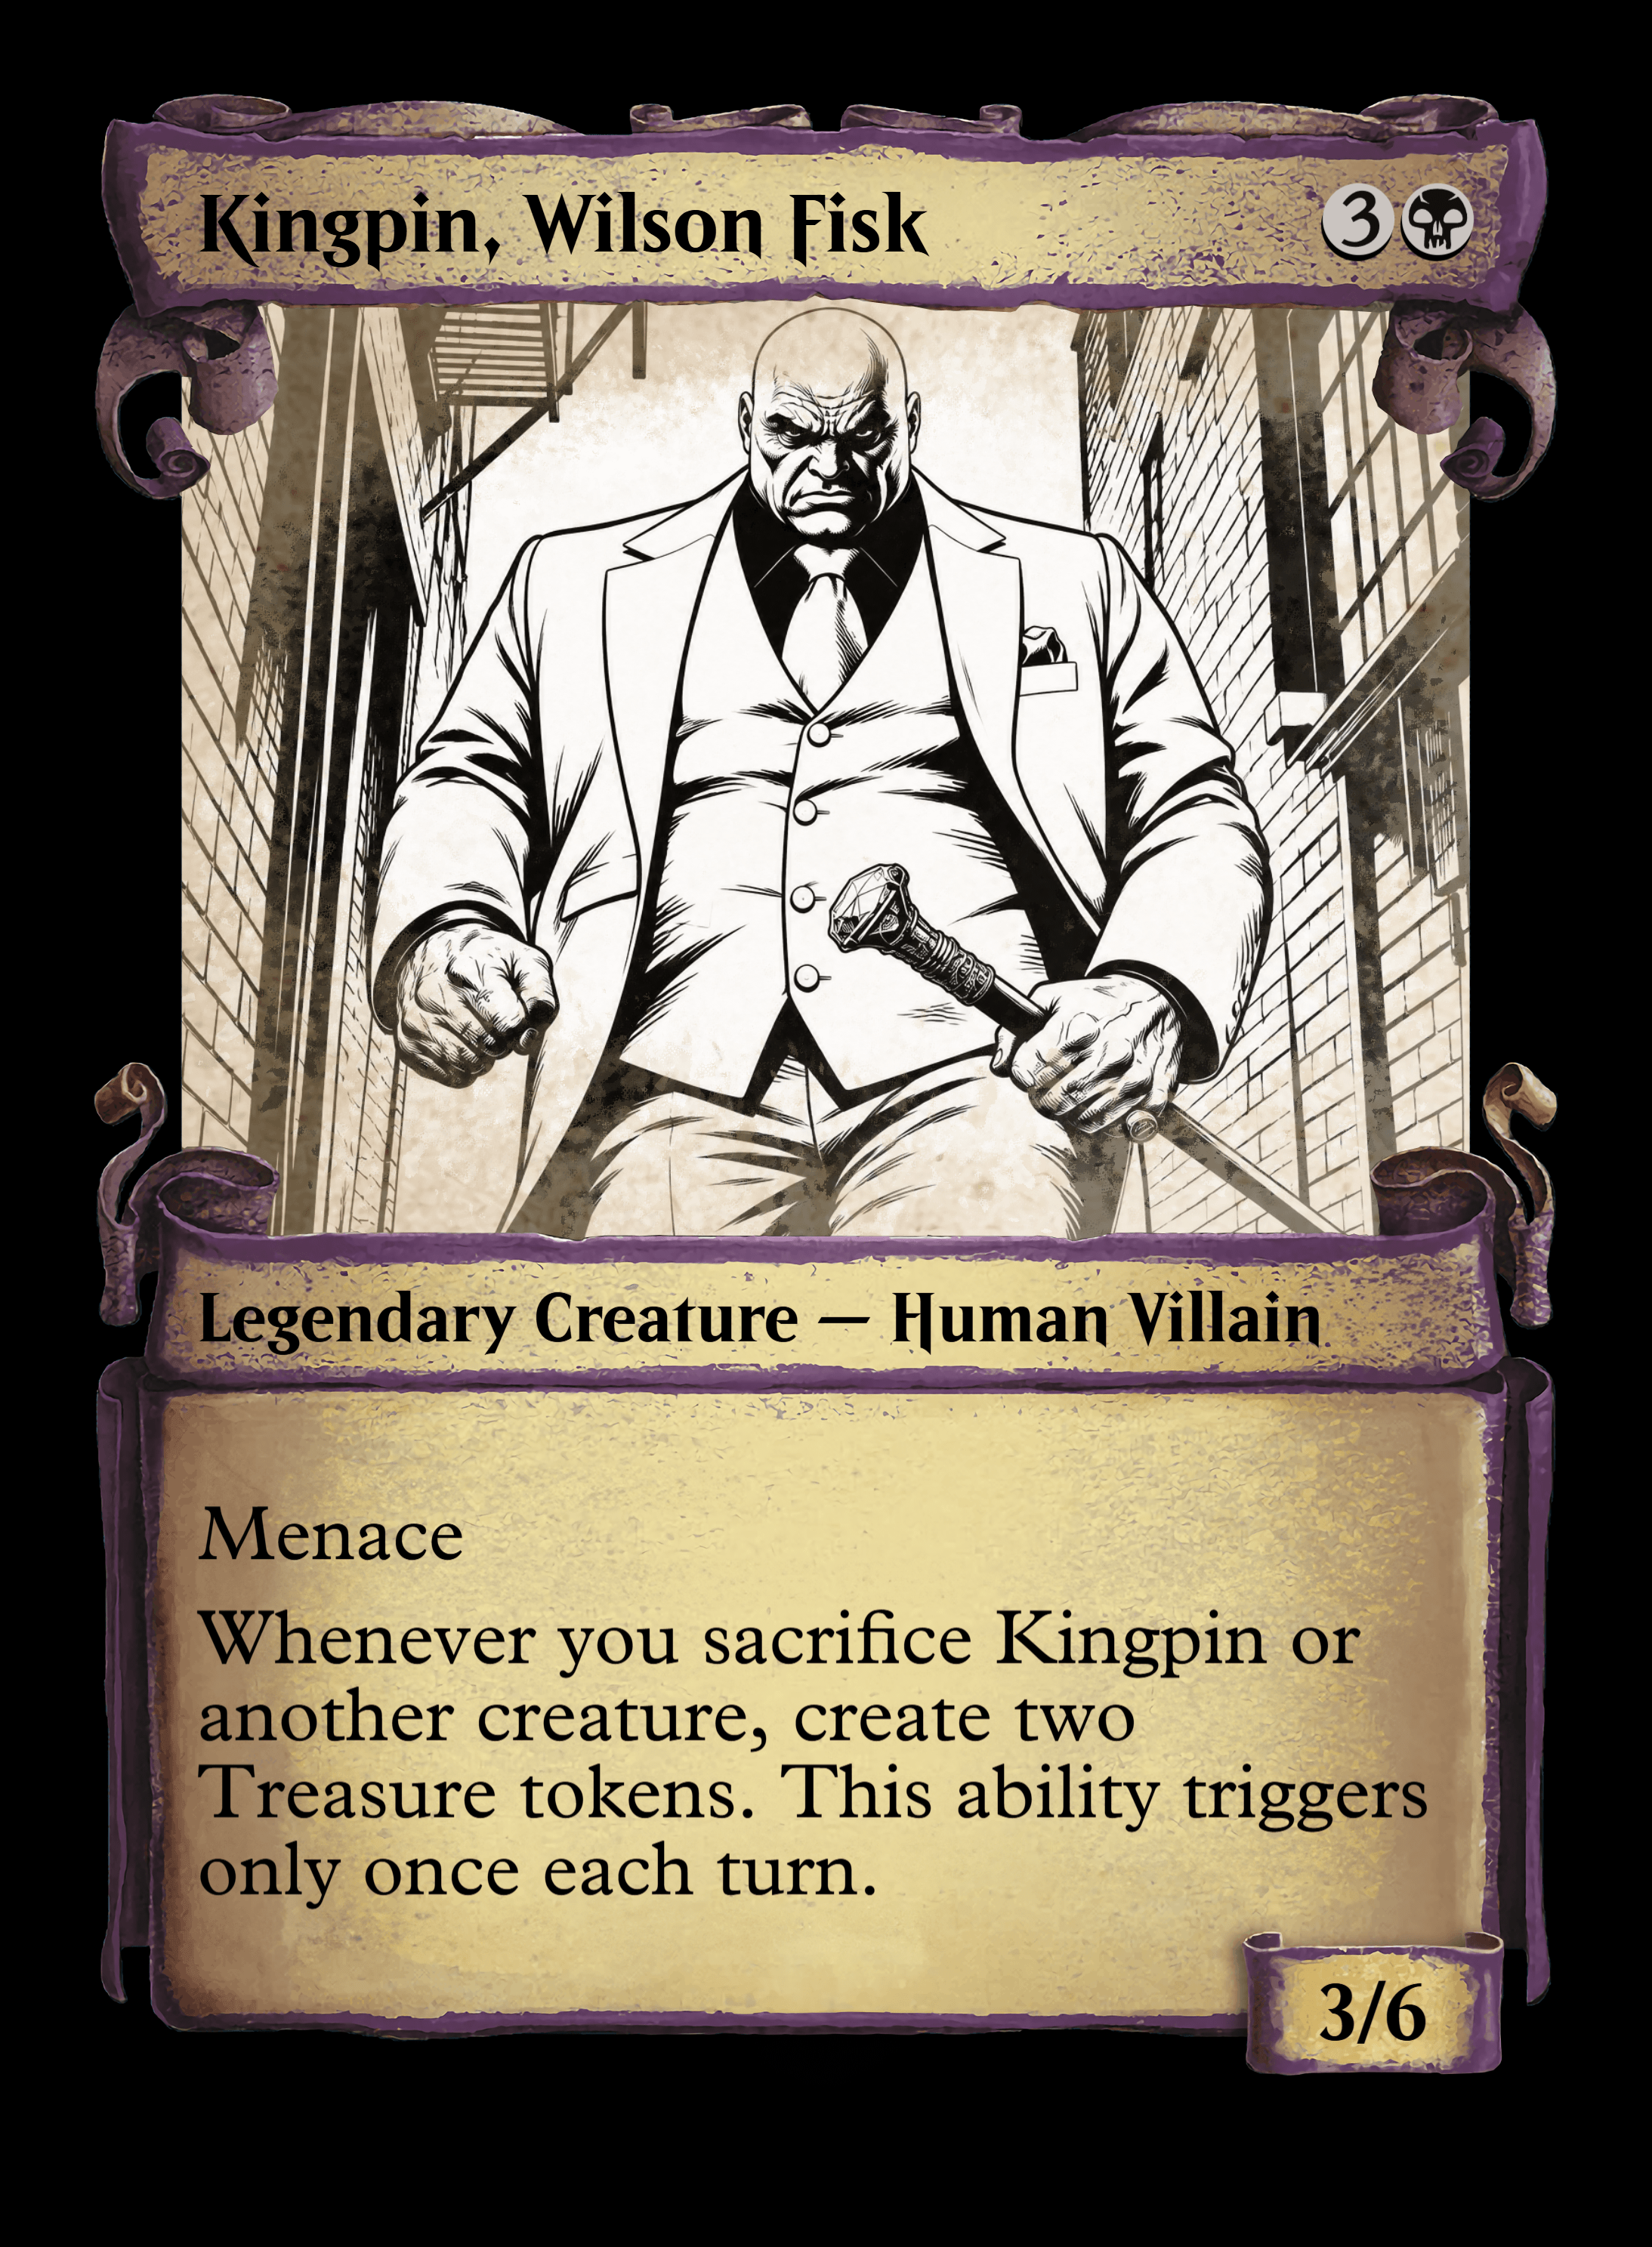 Kingpin, Wilson Fisk 3
Legendary Creature — Human Villain
Menace
Whenever you sacrifice Kingpin or
another creature, create two
Treasure tokens. This ability triggers
only once each turn.
3/6